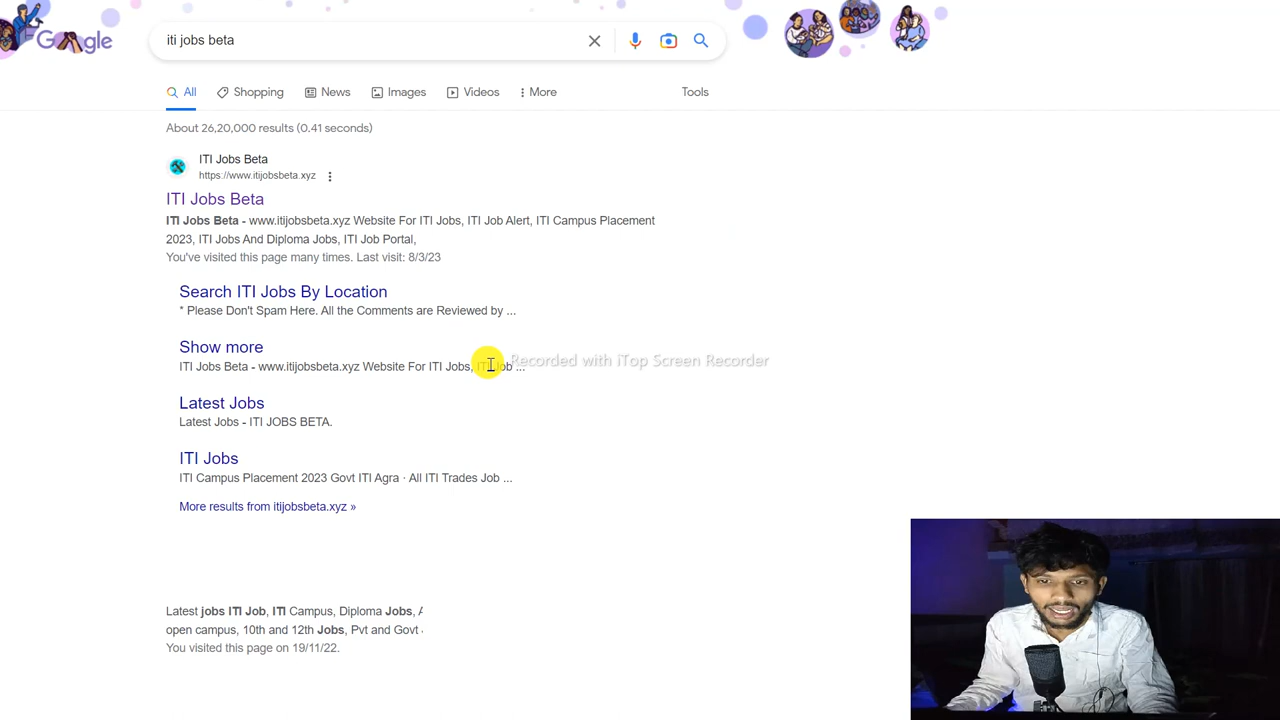 Google
iti jobs beta
All
Shopping
News
Images
Videos
More
Tools
About 26,20,000 results (0.41 seconds)
ITI Jobs Beta
https://www.itijobsbeta.xyz
ITI Jobs Beta
ITI Jobs Beta - www.itijobsbeta.xyz Website For ITI Jobs, ITI Job Alert, ITI Campus Placement
2023, ITI Jobs And Diploma Jobs, ITI Job Portal,
You've visited this page many times. Last visit: 8/3/23
Search ITI Jobs By Location
* Please Don't Spam Here. All the Comments are Reviewed by ...
Show more
ITI Jobs Beta - www.itijobsbeta.xyz Website For ITI Jobs, ITI Job ...
Recorded with iTop Screen Recorder
Latest Jobs
Latest Jobs - ITI JOBS BETA.
ITI Jobs
ITI Campus Placement 2023 Govt ITI Agra · All ITI Trades Job ...
More results from itijobsbeta.xyz »
Latest jobs ITI Job, ITI Campus, Diploma Jobs,
open campus, 10th and 12th Jobs, Pvt and Govt
You visited this page on 19/11/22.